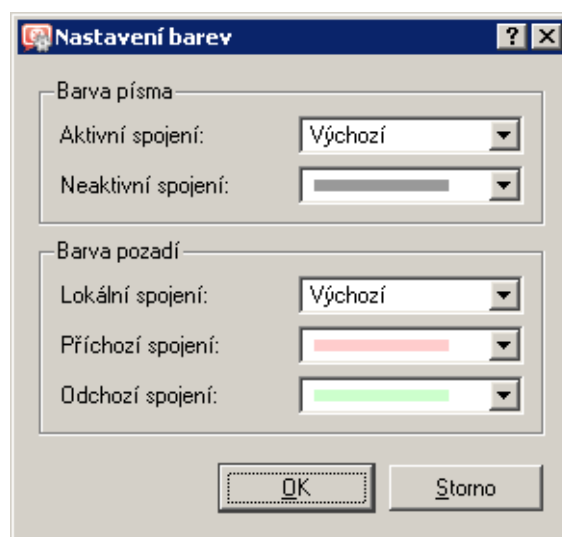 Nastavení barev
Barva písma
Aktivní spojení: Výchozí
Neaktivní spojení:
Barva pozadí
Lokální spojení: Výchozí
Příchozí spojení:
Odchozí spojení:
OK Storno